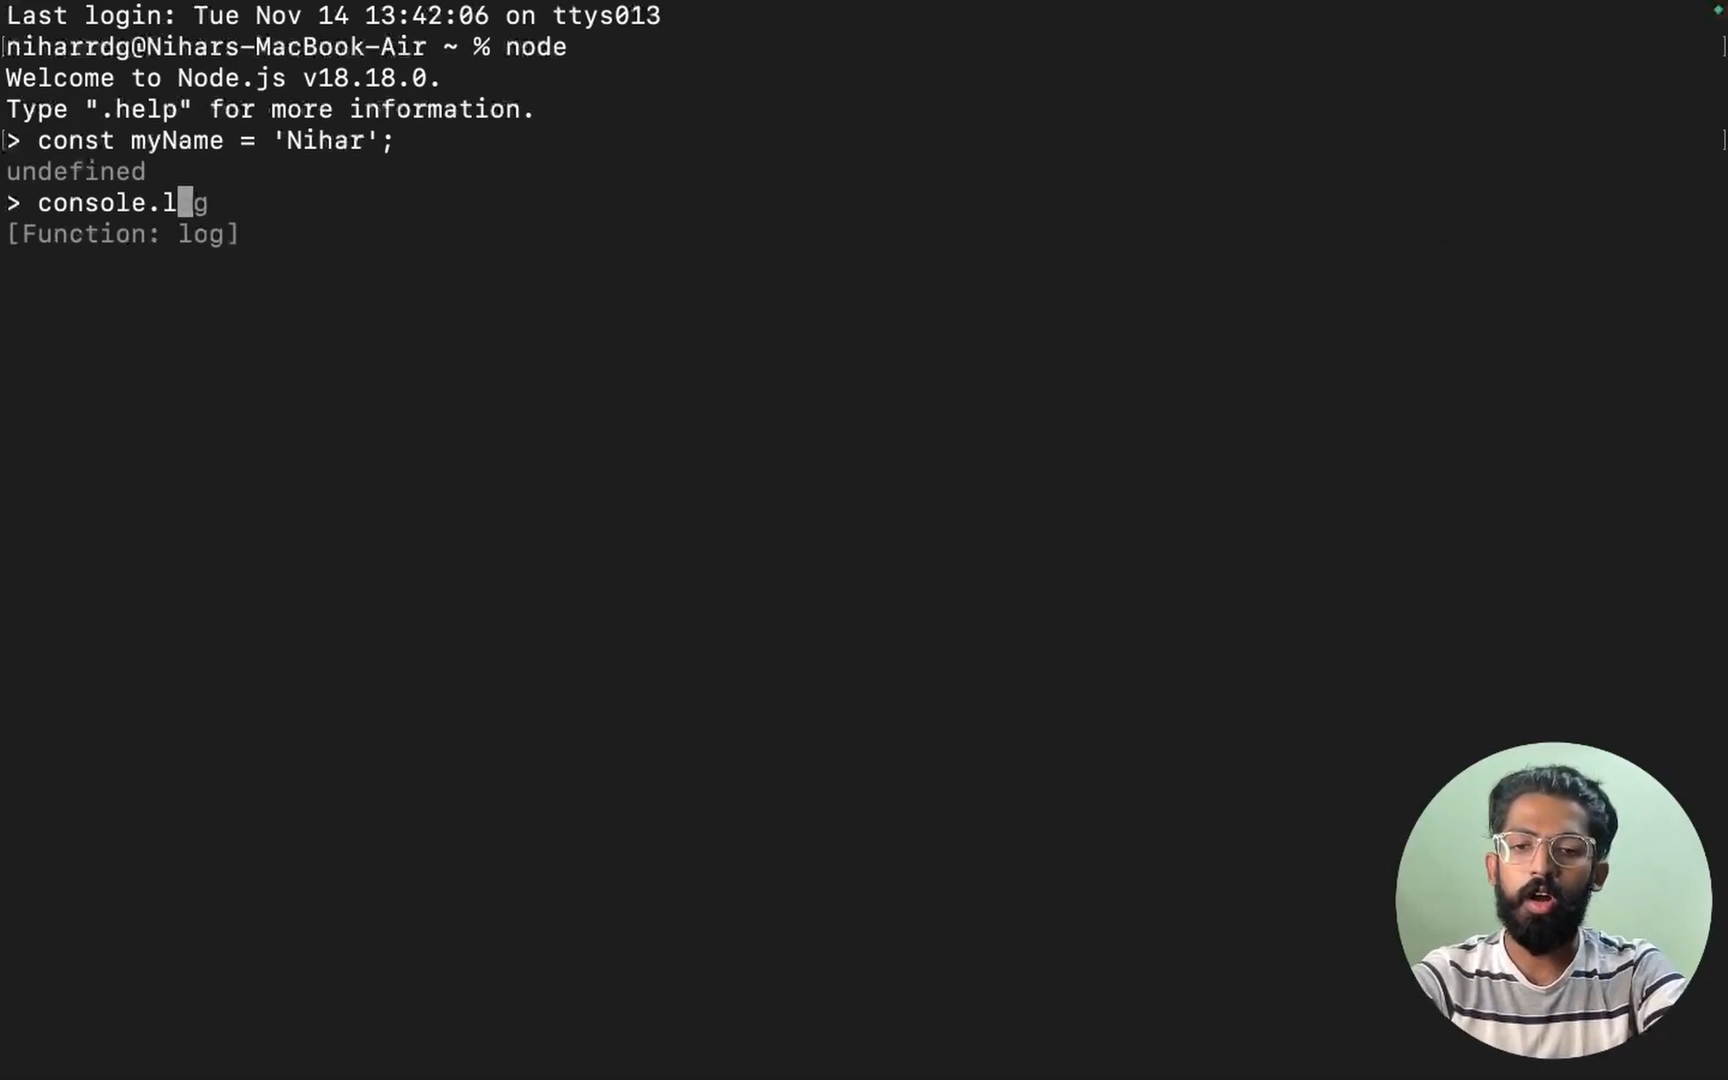 Last login: Tue Nov 14 13:42:06 on ttys013
niharrdg@Nihars-MacBook-Air ~ % node
Welcome to Node.js v18.18.0.
Type ".help" for more information.
> const myName = 'Nihar';
undefined
> console.log
[Function: log]